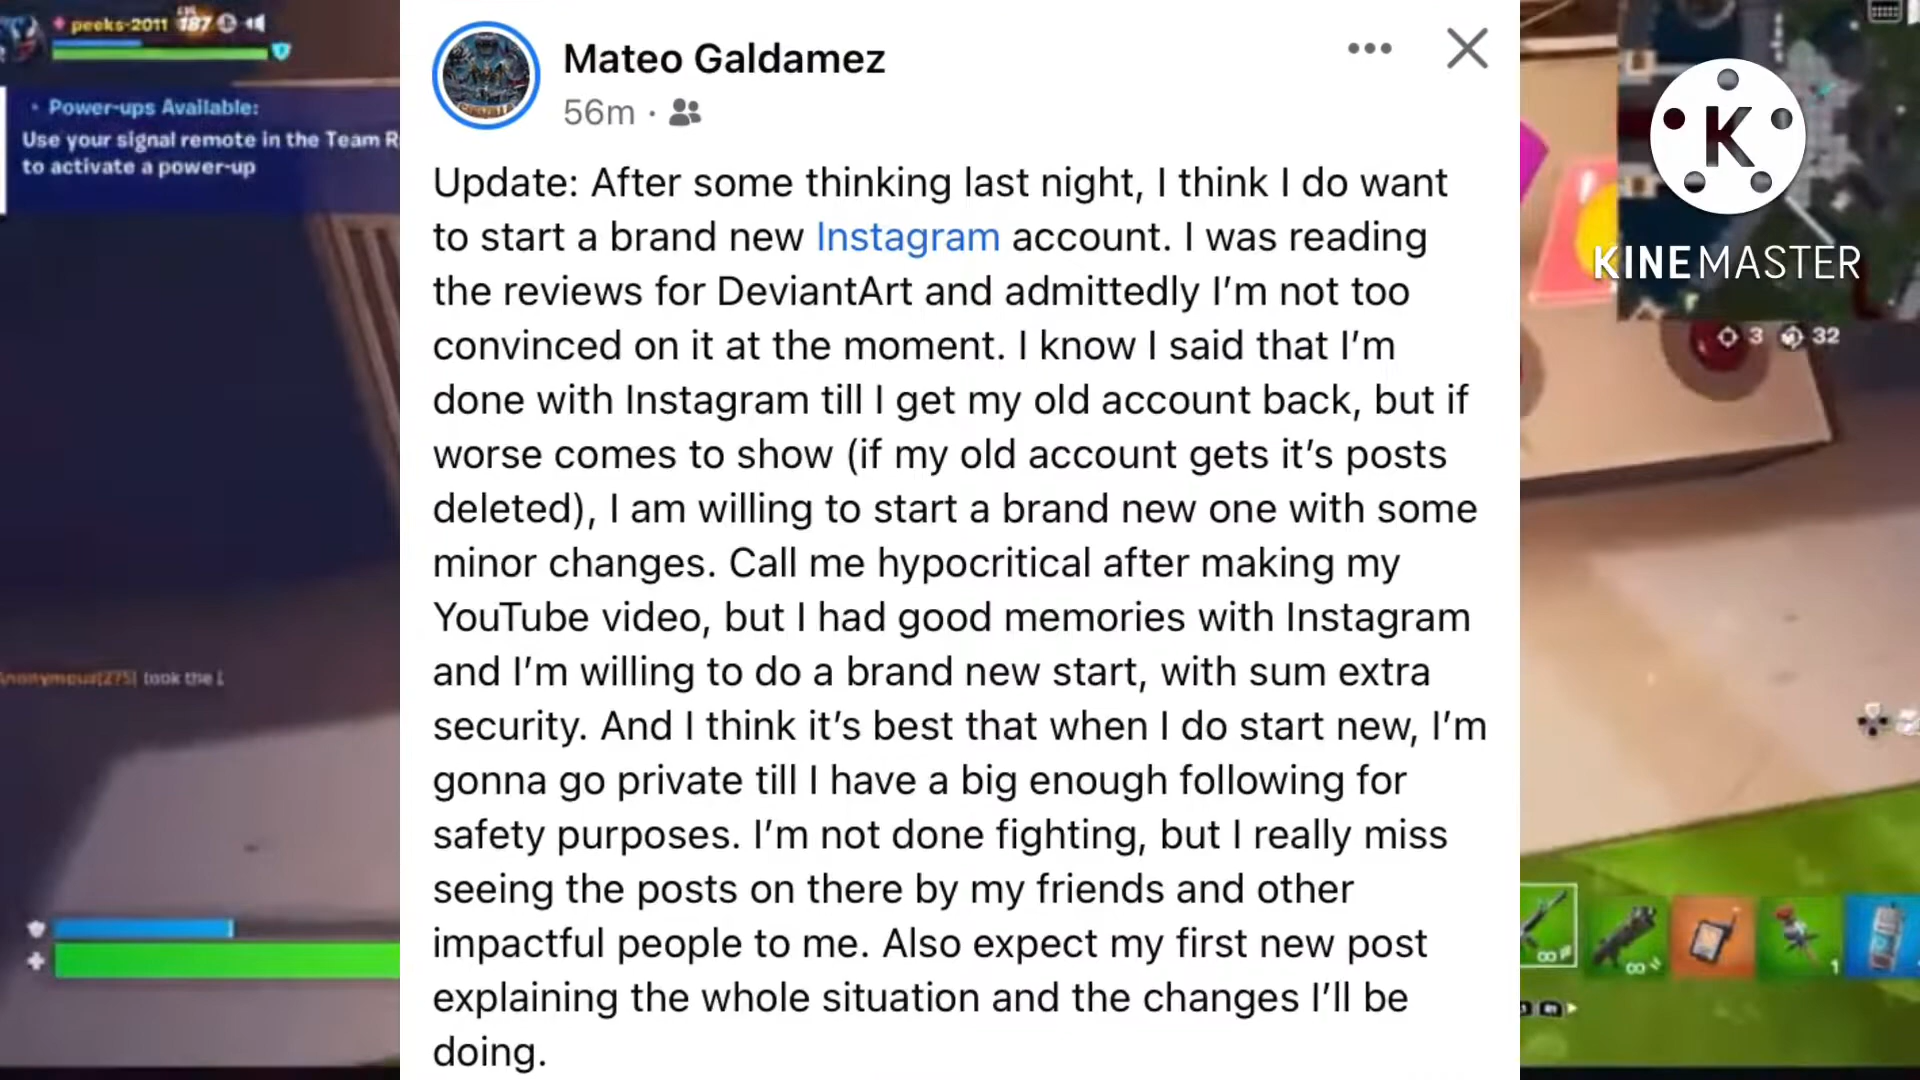 peeks-2011 187
Power-ups Available:
Use your signal remote in the Team R
to activate a power-up
Anonymous[275] took the L
Mateo Galdamez
56m ·
Update: After some thinking last night, I think I do want
to start a brand new Instagram account. I was reading
the reviews for DeviantArt and admittedly I’m not too
convinced on it at the moment. I know I said that I’m
done with Instagram till I get my old account back, but if
worse comes to show (if my old account gets it’s posts
deleted), I am willing to start a brand new one with some
minor changes. Call me hypocritical after making my
YouTube video, but I had good memories with Instagram
and I’m willing to do a brand new start, with sum extra
security. And I think it’s best that when I do start new, I’m
gonna go private till I have a big enough following for
safety purposes. I’m not done fighting, but I really miss
seeing the posts on there by my friends and other
impactful people to me. Also expect my first new post
explaining the whole situation and the changes I’ll be
doing.
K
KINEMASTER
3 32
∞ ∞ 1